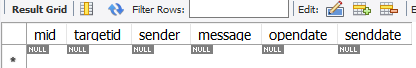 Result Grid Filter Rows: Edit:
mid targetid sender message opendate senddate
NULL NULL NULL NULL NULL NULL